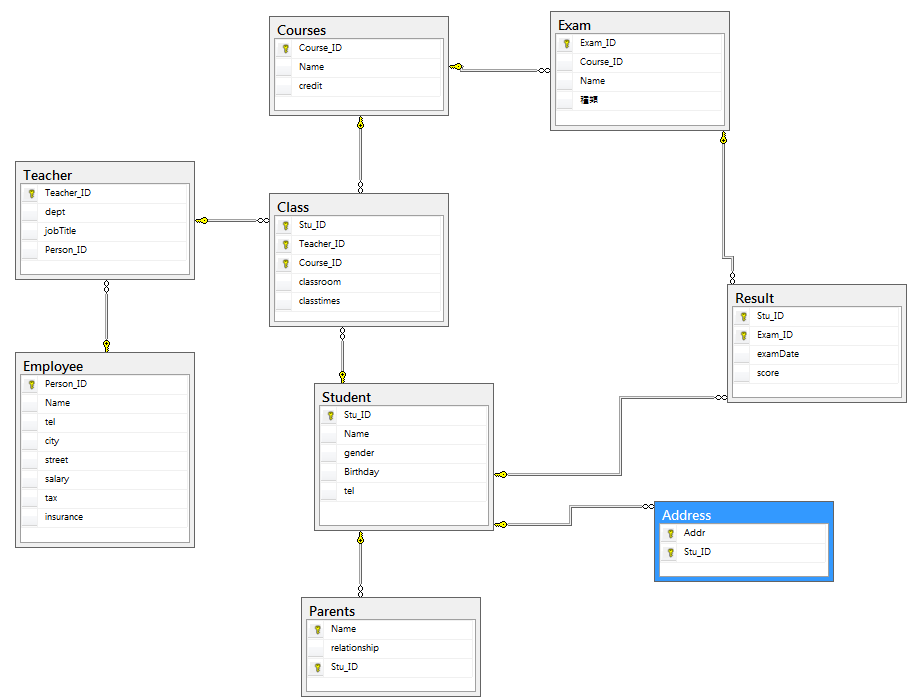 Courses
Course_ID
Name
credit
Exam
Exam_ID
Course_ID
Name
種類
Teacher
Teacher_ID
dept
jobTitle
Person_ID
Class
Stu_ID
Teacher_ID
Course_ID
classroom
classtimes
Result
Stu_ID
Exam_ID
examDate
score
Employee
Person_ID
Name
tel
city
street
salary
tax
insurance
Student
Stu_ID
Name
gender
Birthday
tel
Address
Addr
Stu_ID
Parents
Name
relationship
Stu_ID